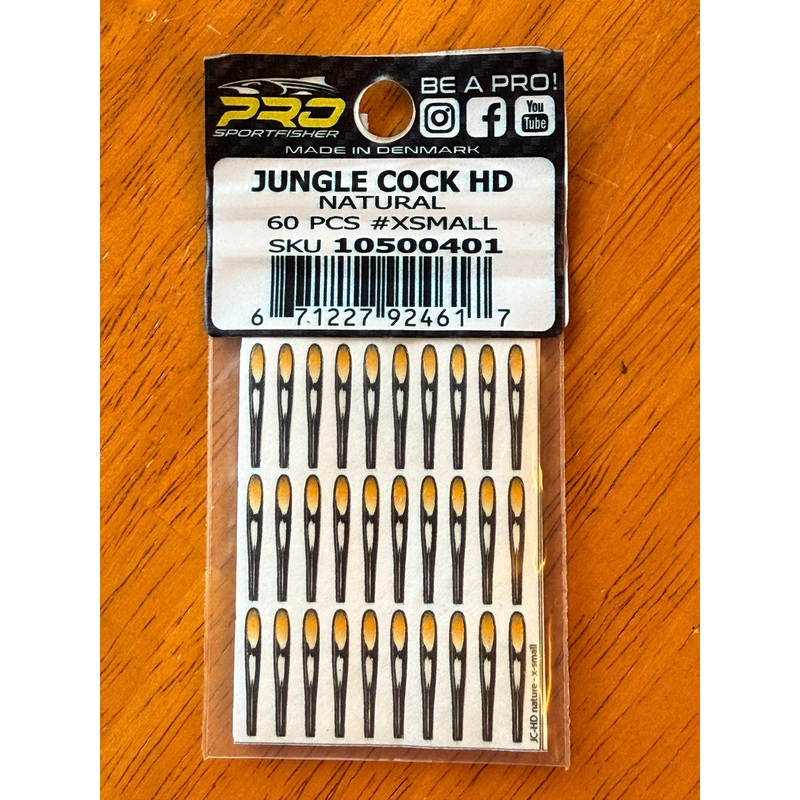 PRO
SPORTFISHER
BE A PRO!
f
You
Tube
MADE IN DENMARK
JUNGLE COCK HD
NATURAL
60 PCS #XSMALL
SKU 10500401
6 71227 92461 7
JC-HD nature - x-small